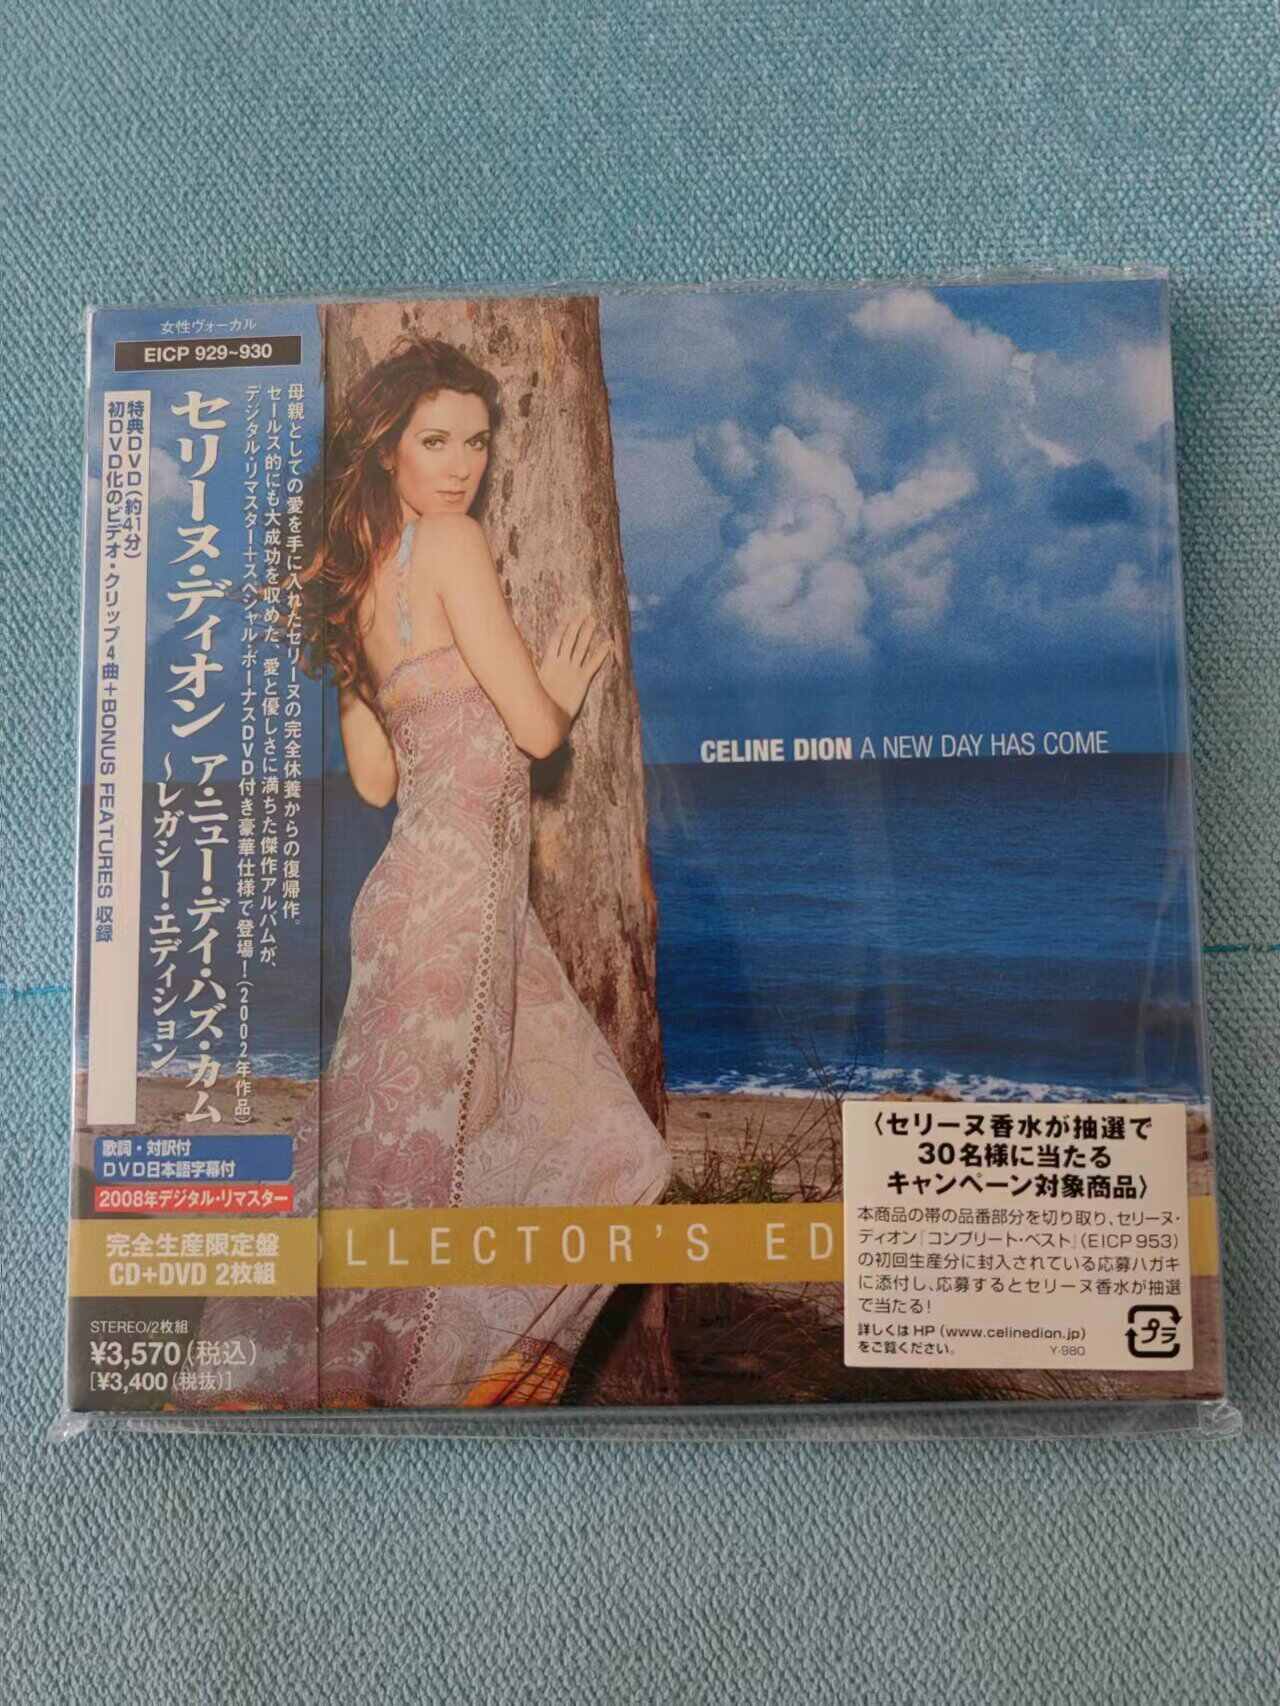 女性ヴォーカル
EICP 929~930
母親としての愛を手に入れたセリーヌの完全休養からの復帰作。
セールス的にも大成功を収めた、愛と優しさに満ちた傑作アルバムが、
デジタル・リマスター+スペシャル・ボーナスDVD付き豪華仕様で登場!(2002年作品)
セリーヌ・ディオン ア・ニュー・デイ・ハズ・カム
~レガシー・エディション
特典DVD(約41分)
初DVD化のビデオ・クリップ4曲+BONUS FEATURES 収録
歌詞・対訳付
DVD日本語字幕付
2008年デジタル・リマスター
完全生産限定盤
CD+DVD 2枚組
STEREO/2枚組
¥3,570(税込)
[¥3,400(税抜)]
CELINE DION A NEW DAY HAS COME
LLECTOR'S ED
〈セリーヌ香水が抽選で
30名様に当たる
キャンペーン対象商品〉
本商品の帯の品番部分を切り取り、セリーヌ・
ディオン「コンプリート・ベスト」(EICP 953)
の初回生産分に封入されている応募ハガキ
に添付し、応募するとセリーヌ香水が抽選
で当たる!
詳しくは HP (www.celinedion.jp)
をご覧ください。
Y-980
プラ